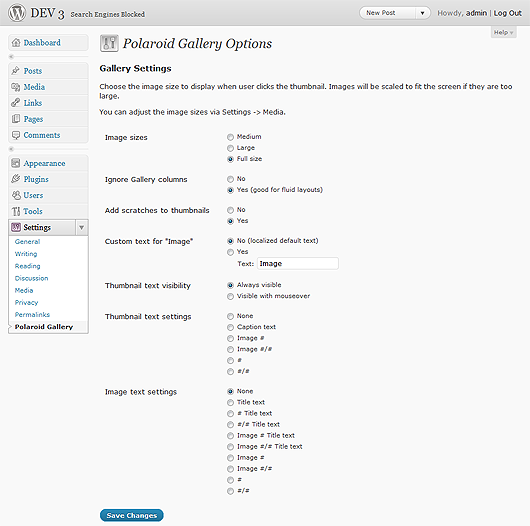 DEV 3 Search Engines Blocked
New Post
Howdy, admin | Log Out
Help
Dashboard
Posts
Media
Links
Pages
Comments
Appearance
Plugins
Users
Tools
Settings
General
Writing
Reading
Discussion
Media
Privacy
Permalinks
Polaroid Gallery
Polaroid Gallery Options
Gallery Settings
Choose the image size to display when user clicks the thumbnail. Images will be scaled to fit the screen if they are too
large.
You can adjust the image sizes via Settings -> Media.
Image sizes
Medium
Large
Full size
Ignore Gallery columns
No
Yes (good for fluid layouts)
Add scratches to thumbnails
No
Yes
Custom text for "Image"
No (localized default text)
Yes
Text: Image
Thumbnail text visibility
Always visible
Visible with mouseover
Thumbnail text settings
None
Caption text
Image #
Image #/#
#
#/#
Image text settings
None
Title text
# Title text
#/# Title text
Image # Title text
Image #/# Title text
Image #
Image #/#
#
#/#
Save Changes